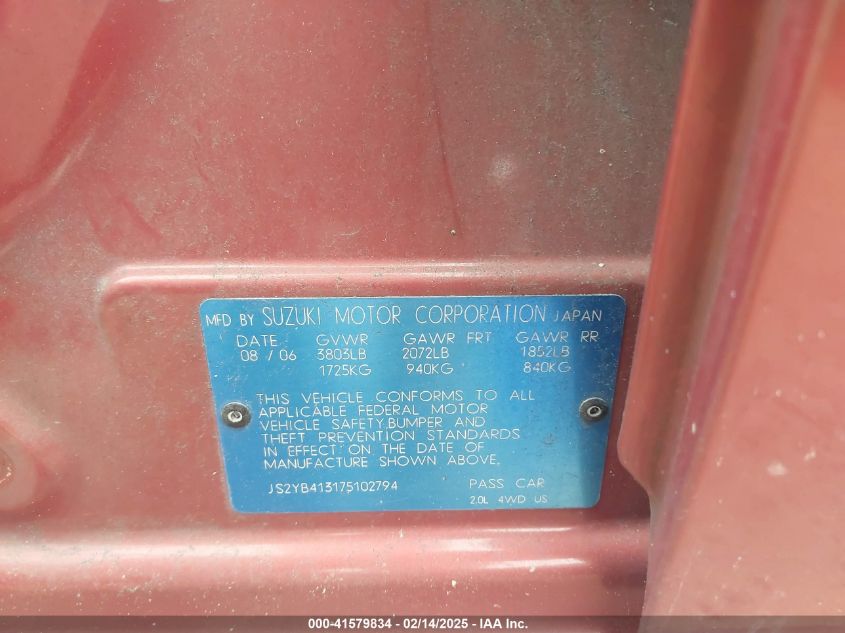 MFD BY SUZUKI MOTOR CORPORATION JAPAN
DATE GVWR GAWR FRT GAWR RR
08 / 06 3803LB 2072LB 1852LB
1725KG 940KG 840KG
THIS VEHICLE CONFORMS TO ALL
APPLICABLE FEDERAL MOTOR
VEHICLE SAFETY,BUMPER AND
THEFT PREVENTION STANDARDS
IN EFFECT ON THE DATE OF
MANUFACTURE SHOWN ABOVE.
JS2YB413175102794 PASS CAR
2.0L 4WD US
000-41579834 - 02/14/2025 - IAA Inc.